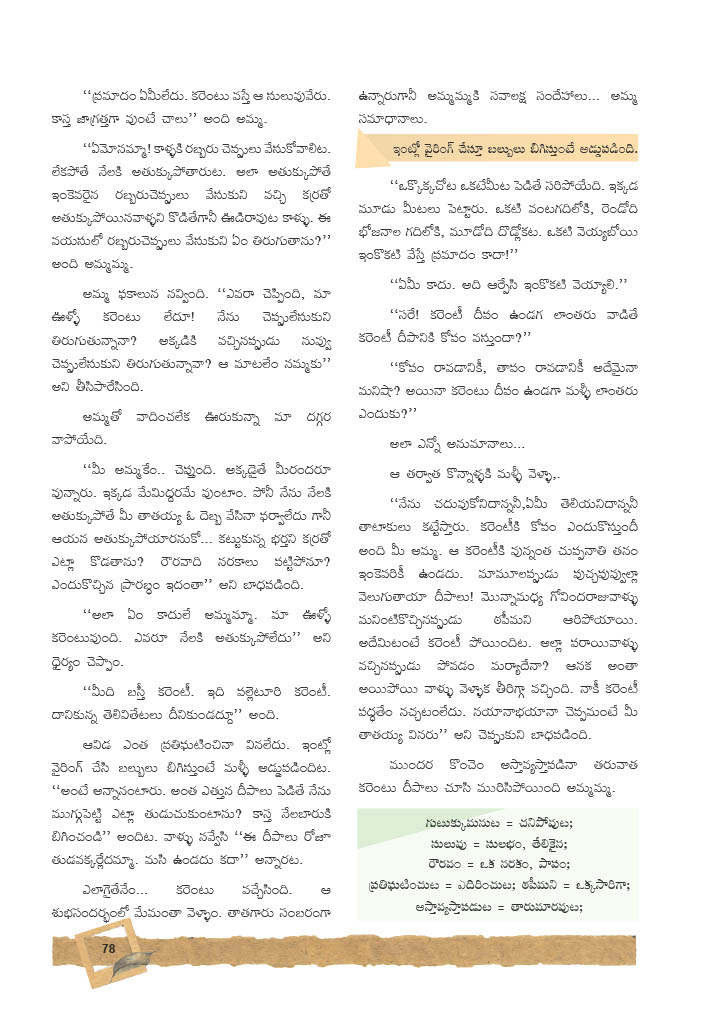 ‘‘ప్రమాదం ఏమీలేదు. కరెంటు వస్తే ఆ సులువువేరు.
కాస్త జాగ్రత్తగా వుంటే చాలు’’ అంది అమ్మ.
‘‘ఏమోనమ్మా! కాళ్ళకి రబ్బరు చెప్పులు వేసుకోవాలిట.
లేకపోతే నేలకి అతుక్కుపోతారుట. అలా అతుక్కుపోతే
ఇంకెవరైన రబ్బరుచెప్పులు వేసుకుని వచ్చి కర్రతో
అతుక్కుపోయినవాళ్ళని కొడితేగానీ ఊడిరావుట కాళ్ళు. ఈ
వయసులో రబ్బరుచెప్పులు వేసుకుని ఏం తిరుగుతాను?’’
అంది అమ్మమ్మ.
అమ్మ ఫకాలున నవ్వింది. ‘‘ఎవరా చెప్పింది, మా
ఊళ్ళో కరెంటు లేదూ! నేను చెప్పులేసుకుని
తిరుగుతున్నానా? అక్కడికి వచ్చినప్పుడు నువ్వు
చెప్పులేసుకుని తిరుగుతున్నావా? ఆ మాటలేం నమ్మకు’’
అని తీసిపారేసింది.
అమ్మతో వాదించలేక ఊరుకున్నా మా దగ్గర
వాపోయేది.
‘‘మీ అమ్మకేం.. చెప్తుంది. అక్కడైతే మీరందరూ
వున్నారు. ఇక్కడ మేమిద్దరమే వుంటాం. పోనీ నేను నేలకి
అతుక్కుపోతే మీ తాతయ్య ఓ దెబ్బ వేసినా ఫర్వాలేదు గానీ
ఆయన అతుక్కుపోయారనుకో... కట్టుకున్న భర్తని కర్రతో
ఎట్లా కొడతాను? రౌరవాది నరకాలు పట్టిపోనూ?
ఎందుకొచ్చిన ప్రారబ్ధం ఇదంతా’’ అని బాధపడింది.
‘‘అలా ఏం కాదులే అమ్మమ్మా. మా ఊళ్ళో
కరెంటువుంది. ఎవరూ నేలకి అతుక్కుపోలేదు’’ అని
ధైర్యం చెప్పాం.
‘‘మీది బస్తీ కరెంటీ. ఇది పల్లెటూరి కరెంటీ.
దానికున్న తెలివితేటలు దీనికుండద్దూ’’ అంది.
ఆవిడ ఎంత ప్రతిఘటించినా వినలేదు. ఇంట్లో
వైరింగ్ చేసి బల్బులు బిగిస్తుంటే మళ్ళీ అడ్డుపడిందిట.
‘‘అంటే అన్నానంటారు. అంత ఎత్తున దీపాలు పెడితే నేను
ముగ్గుపెట్టి ఎట్లా తుడుచుకుంటాను? కాస్త నేలబారుకి
బిగించండి’’ అందిట. వాళ్ళు నవ్వేసి ‘‘ఈ దీపాలు రోజూ
తుడవక్కర్లేదమ్మా. మసి ఉండదు కదా’’ అన్నారట.
ఎలాగైతేనేం... కరెంటు వచ్చేసింది. ఆ
శుభసందర్భంలో మేమంతా వెళ్ళాం. తాతగారు సంబరంగా
ఉన్నారుగానీ అమ్మమ్మకి సవాలక్ష సందేహాలు... అమ్మ
సమాధానాలు.
ఇంట్లో వైరింగ్ చేస్తూ బల్బులు బిగిస్తుంటే అడ్డుపడింది.
‘‘ఒక్కొక్కచోట ఒకటేమీట పెడితే సరిపోయేది. ఇక్కడ
మూడు మీటలు పెట్టారు. ఒకటి వంటగదిలోకి, రెండోది
భోజనాల గదిలోకి, మూడోది దొడ్లోకట. ఒకటి వెయ్యబోయి
ఇంకొకటి వేస్తే ప్రమాదం కాదా!’’
‘‘ఏమీ కాదు. అది ఆర్పేసి ఇంకొకటి వెయ్యాలి.’’
‘‘సరే! కరెంటీ దీపం ఉండగ లాంతరు వాడితే
కరెంటీ దీపానికి కోపం వస్తుందా?’’
‘‘కోపం రావడానికీ, తాపం రావడానికీ అదేమైనా
మనిషా? అయినా కరెంటు దీపం ఉండగా మళ్ళీ లాంతరు
ఎందుకు?’’
అలా ఎన్నో అనుమానాలు...
ఆ తర్వాత కొన్నాళ్ళకి మళ్ళీ వెళ్ళా,.
‘‘నేను చదువుకోనిదాన్ననీ,ఏమీ తెలియనిదాన్ననీ
తాటాకులు కట్టేస్తారు. కరెంటీకి కోపం ఎందుకొస్తుందీ
అంది మీ అమ్మ. ఆ కరెంటీకి వున్నంత చుప్పనాతి తనం
ఇంకెవరికీ ఉండదు. మామూలప్పుడు పుచ్చపువ్వుల్లా
వెలుగుతాయా దీపాలు! మొన్నామధ్య గోవిందరాజువాళ్ళు
మనింటికొచ్చినప్పుడు ఠపీమని ఆరిపోయాయి.
అదేమిటంటే కరెంటీ పోయిందిట. అల్లా పరాయివాళ్ళు
వచ్చినప్పుడు పోవడం మర్యాదేనా? ఆనక అంతా
అయిపోయి వాళ్ళు వెళ్ళాక తీరిగ్గా వచ్చింది. నాకీ కరెంటీ
పద్ధతేం నచ్చటంలేదు. నయానాభయానా చెప్పమంటే మీ
తాతయ్య వినరు’’ అని చెప్పుకుని బాధపడింది.
ముందర కొంచెం అస్తావ్యస్తాపడినా తరువాత
కరెంటు దీపాలు చూసి మురిసిపోయింది అమ్మమ్మ.
గుటుక్కుమనుట = చనిపోవుట;
సులువు = సులభం, తేలికైన;
రౌరవం = ఒక నరకం, పాపం;
ప్రతిఘటించుట = ఎదిరించుట; ఠపీమని = ఒక్కసారిగా;
అస్తావ్యస్తాపడుట = తారుమారవుట;
78